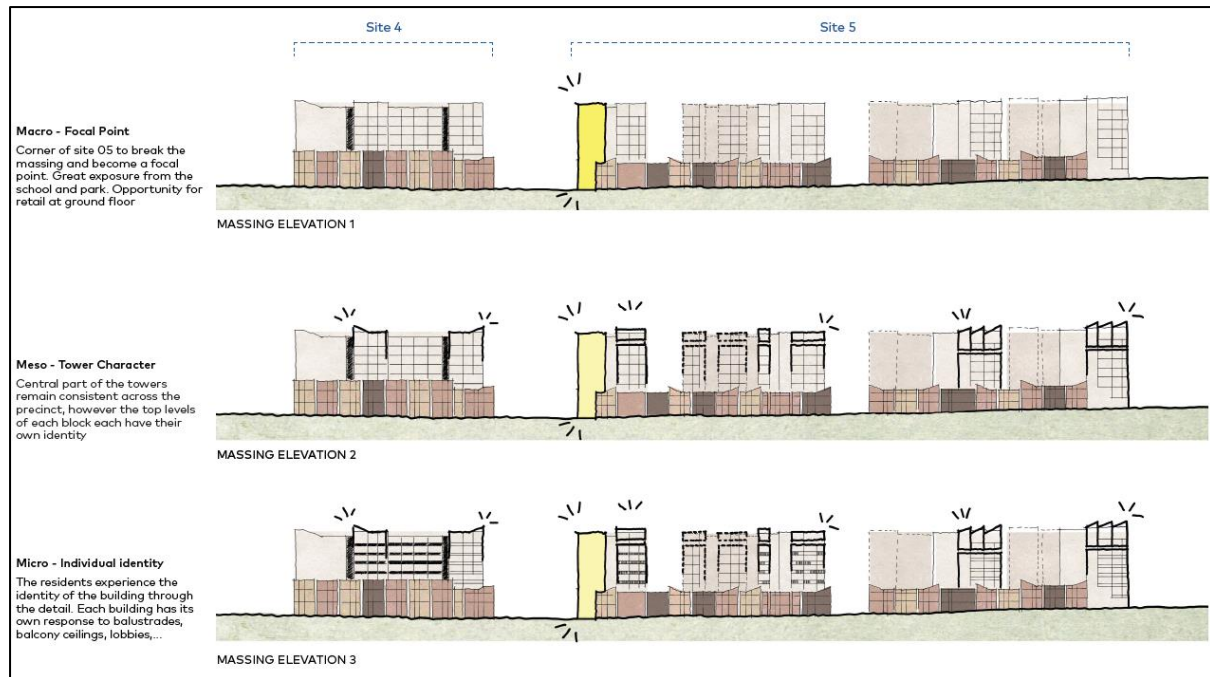 Site 4
Site 5
Macro - Focal Point
Corner of site 05 to break the
massing and become a focal
point. Great exposure from the
school and park. Opportunity for
retail at ground floor
MASSING ELEVATION 1
Meso - Tower Character
Central part of the towers
remain consistent across the
precinct, however the top levels
of each block each have their
own identity
MASSING ELEVATION 2
Micro - Individual identity
The residents experience the
identity of the building through
the detail. Each building has its
own response to balustrades,
balcony ceilings, lobbies,...
MASSING ELEVATION 3